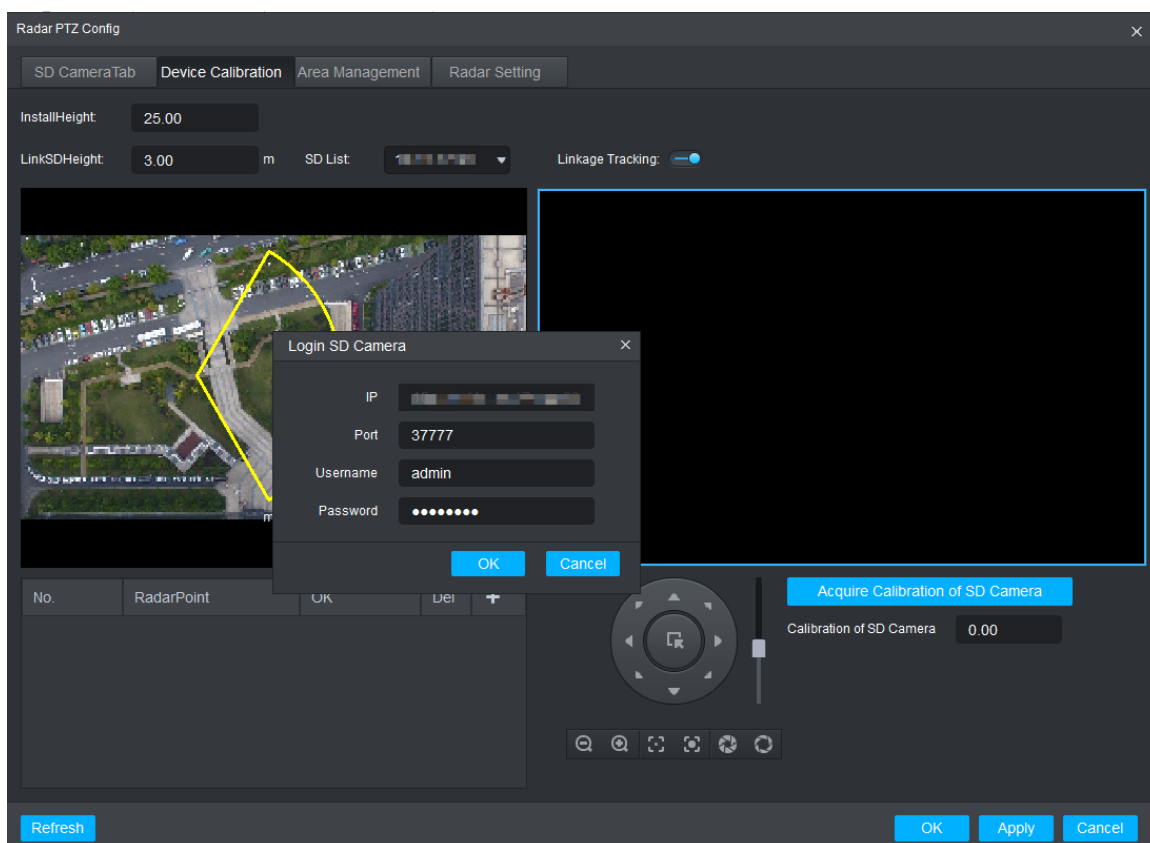 Radar PTZ Config
SD CameraTab Device Calibration Area Management Radar Setting
InstallHeight: 25.00
LinkSDHeight: 3.00 m SD List: Linkage Tracking:
Login SD Camera
IP
Port 37777
Username admin
Password ••••••••
OK Cancel
No. RadarPoint OK Del
Acquire Calibration of SD Camera
Calibration of SD Camera 0.00
Refresh OK Apply Cancel